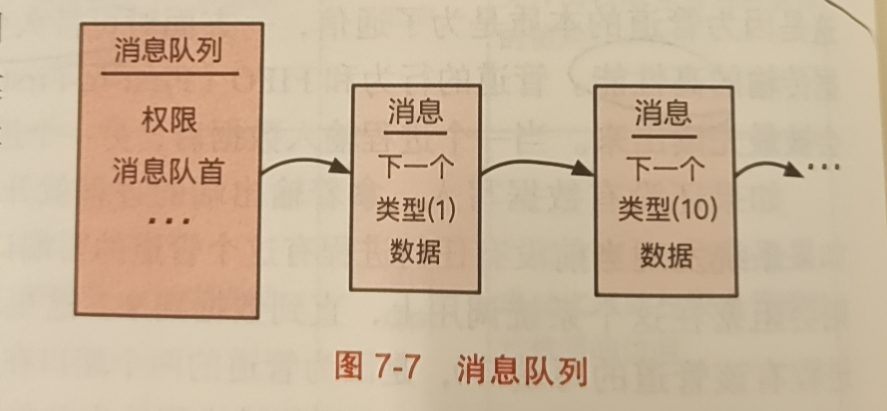 消息队列
权限
消息队首
...
消息
下一个
类型(1)
数据
消息
下一个
类型(10)
数据
...
图 7-7 消息队列